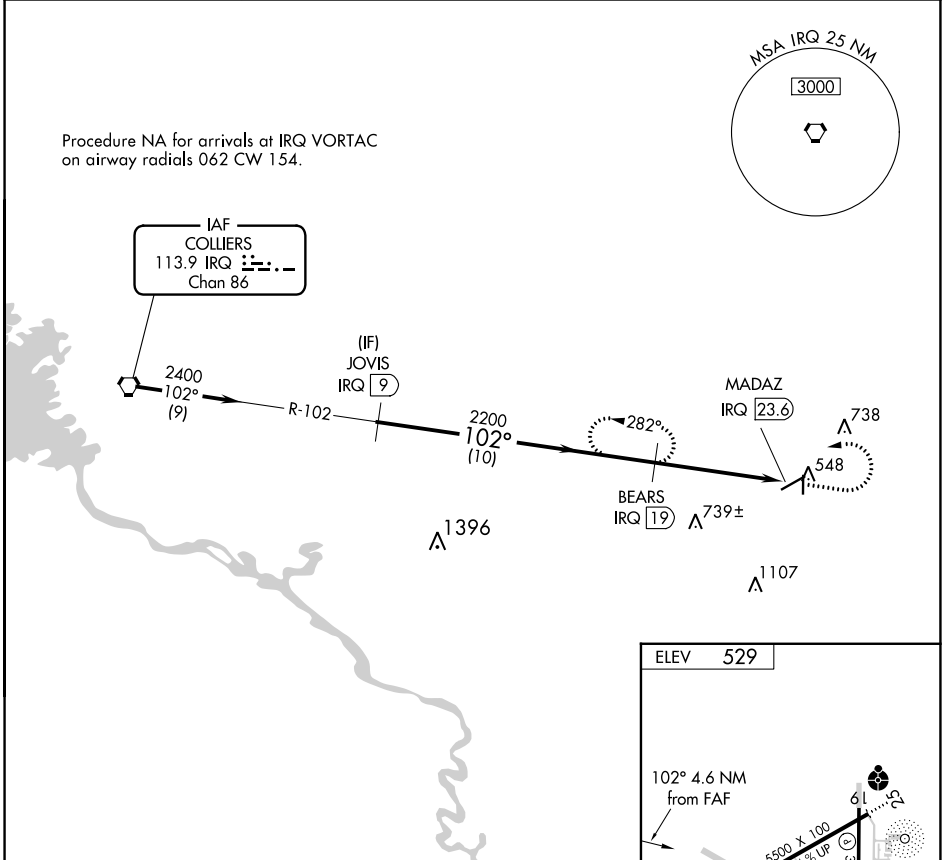 MSA IRQ 25 NM
3000
Procedure NA for arrivals at IRQ VORTAC
on airway radials 062 CW 154.
IAF
COLLIERS
113.9 IRQ
Chan 86
(IF)
JOVIS
IRQ 9
2400
102°
(9)
R-102
2200
102°
(10)
282°
MADAZ
IRQ 23.6
738
548
BEARS
IRQ 19
739±
1396
1107
ELEV 529
102° 4.6 NM
from FAF
19
25
5500 X 100
% UP
P